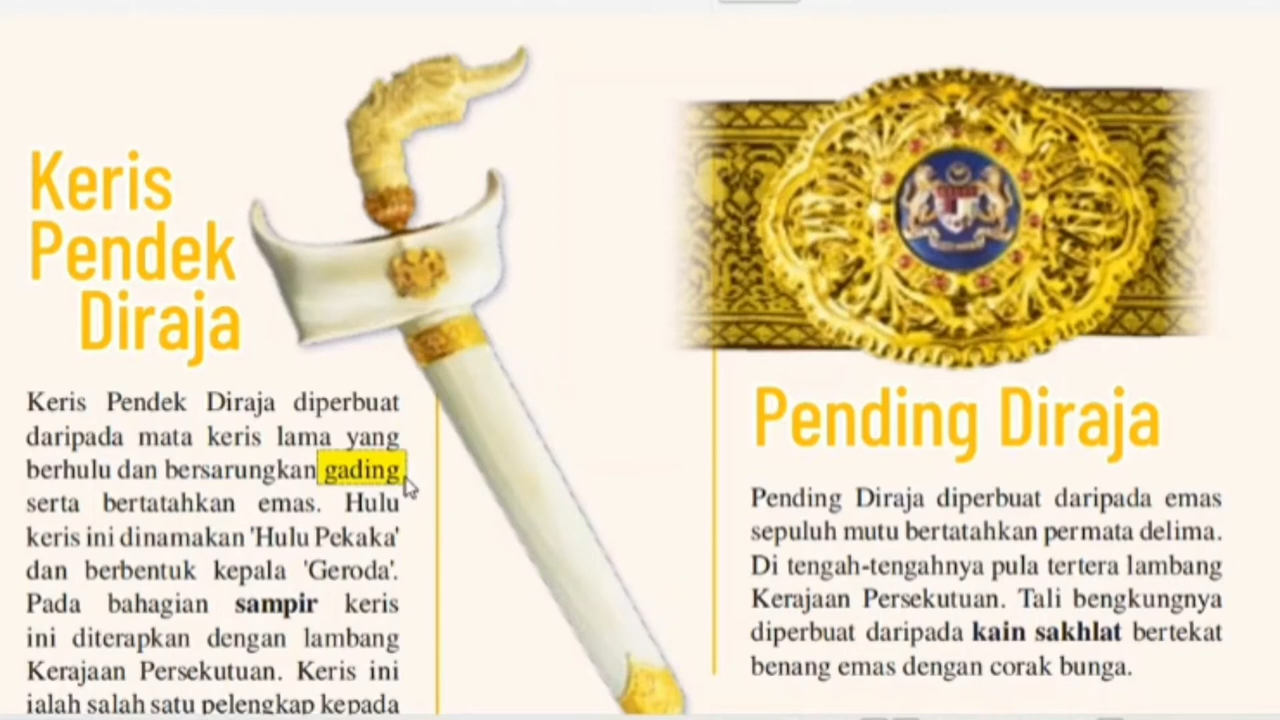 Keris
Pendek
Diraja
Keris Pendek Diraja diperbuat
daripada mata keris lama yang
berhulu dan bersarungkan gading
serta bertatahkan emas. Hulu
keris ini dinamakan 'Hulu Pekaka'
dan berbentuk kepala 'Geroda'.
Pada bahagian sampir keris
ini diterapkan dengan lambang
Kerajaan Persekutuan. Keris ini
ialah salah satu pelengkap kepada
Pending Diraja
Pending Diraja diperbuat daripada emas
sepuluh mutu bertatahkan permata delima.
Di tengah-tengahnya pula tertera lambang
Kerajaan Persekutuan. Tali bengkungnya
diperbuat daripada kain sakhlat bertekat
benang emas dengan corak bunga.